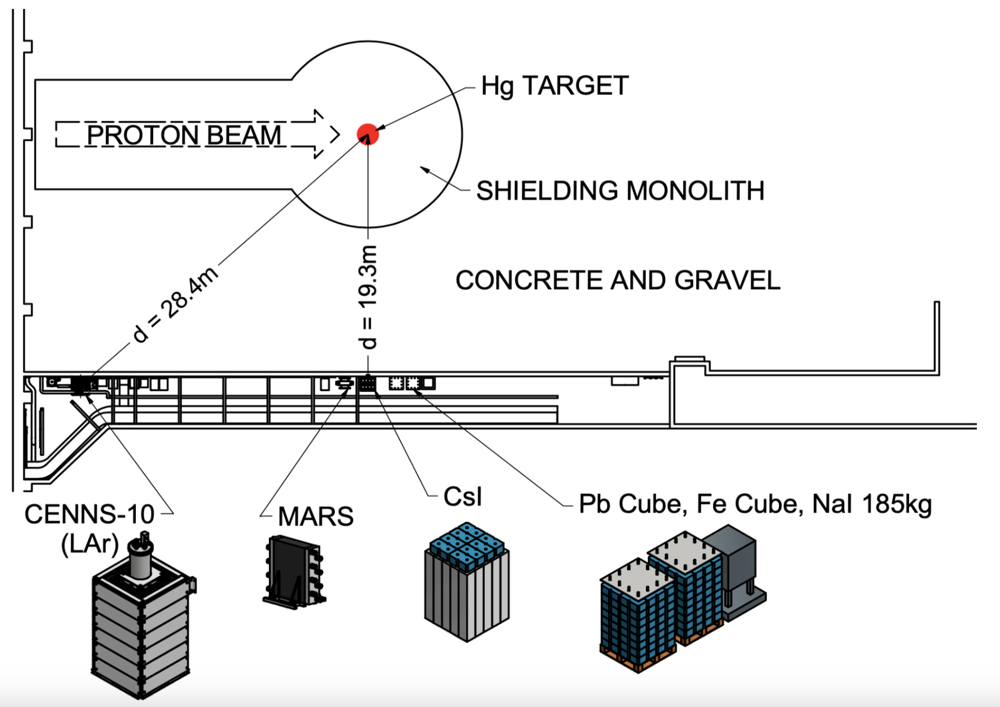 Hg TARGET
PROTON BEAM
SHIELDING MONOLITH
d = 28.4m
d = 19.3m
CONCRETE AND GRAVEL
CENNS-10
(LAr)
MARS
CsI
Pb Cube, Fe Cube, NaI 185kg